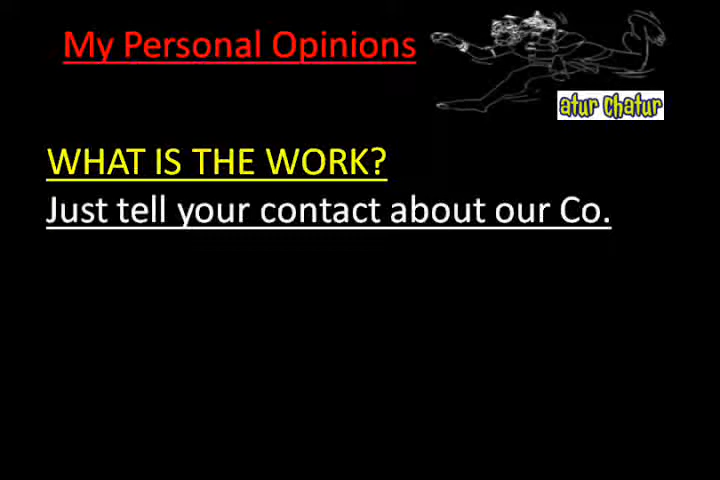 My Personal Opinions
atur Chatur
WHAT IS THE WORK?
Just tell your contact about our Co.